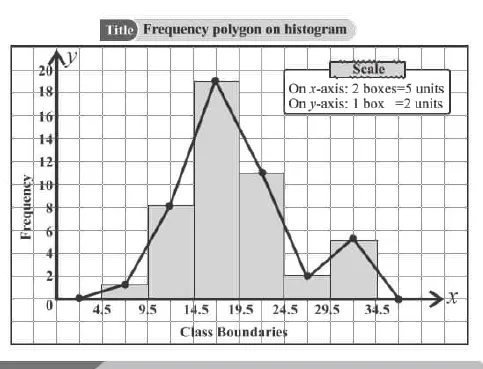 Title Frequency polygon on histogram
y
Scale
On x-axis: 2 boxes=5 units
On y-axis: 1 box =2 units
20
18
16
14
12
10
8
6
4
2
0
Frequency
4.5 9.5 14.5 19.5 24.5 29.5 34.5
x
Class Boundaries